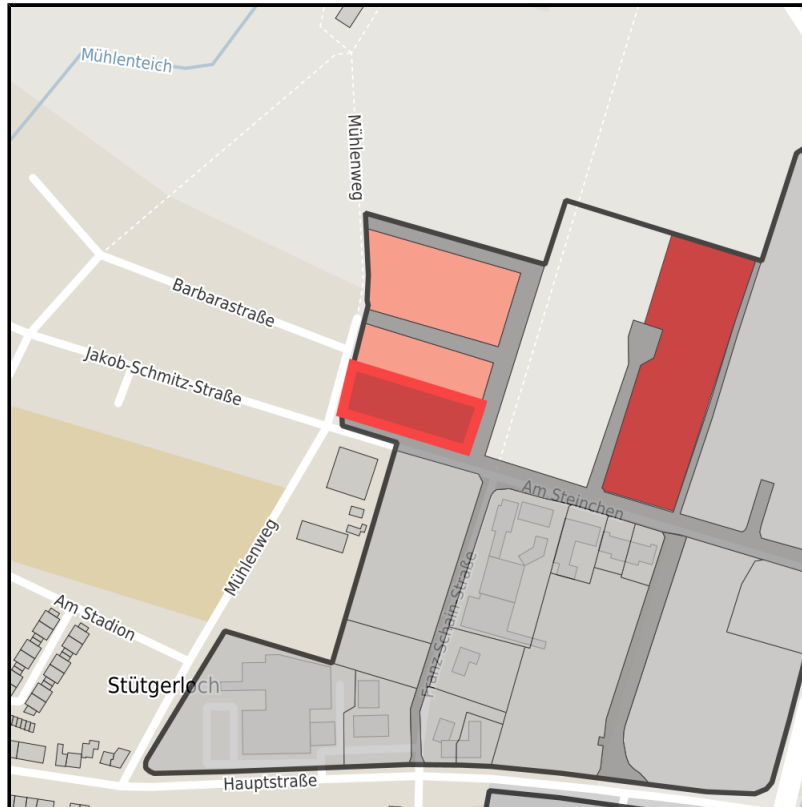 Mühlenteich
Mühlenweg
Barbarastraße
Jakob-Schmitz-Straße
Am Steinchen
Mühlenweg
Franz-Schain-Straße
Am Stadion
Stütgerloch
Hauptstraße